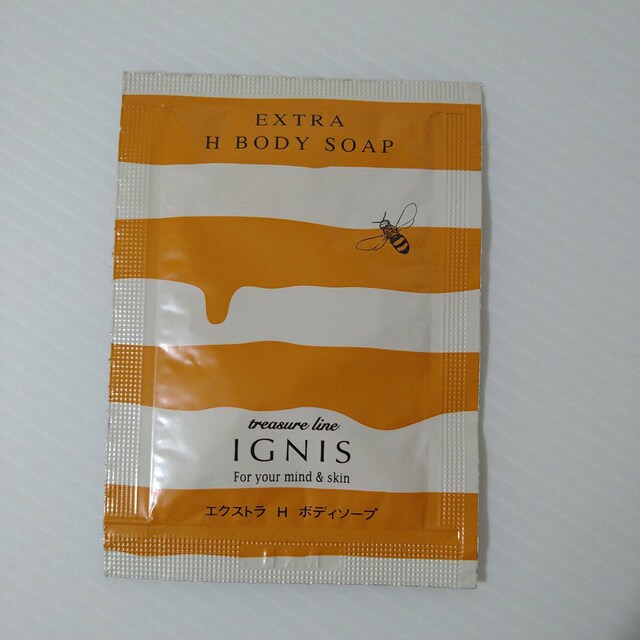 EXTRA
H BODY SOAP
treasure line
IGNIS
For your mind & skin
エクストラ H ボディソープ